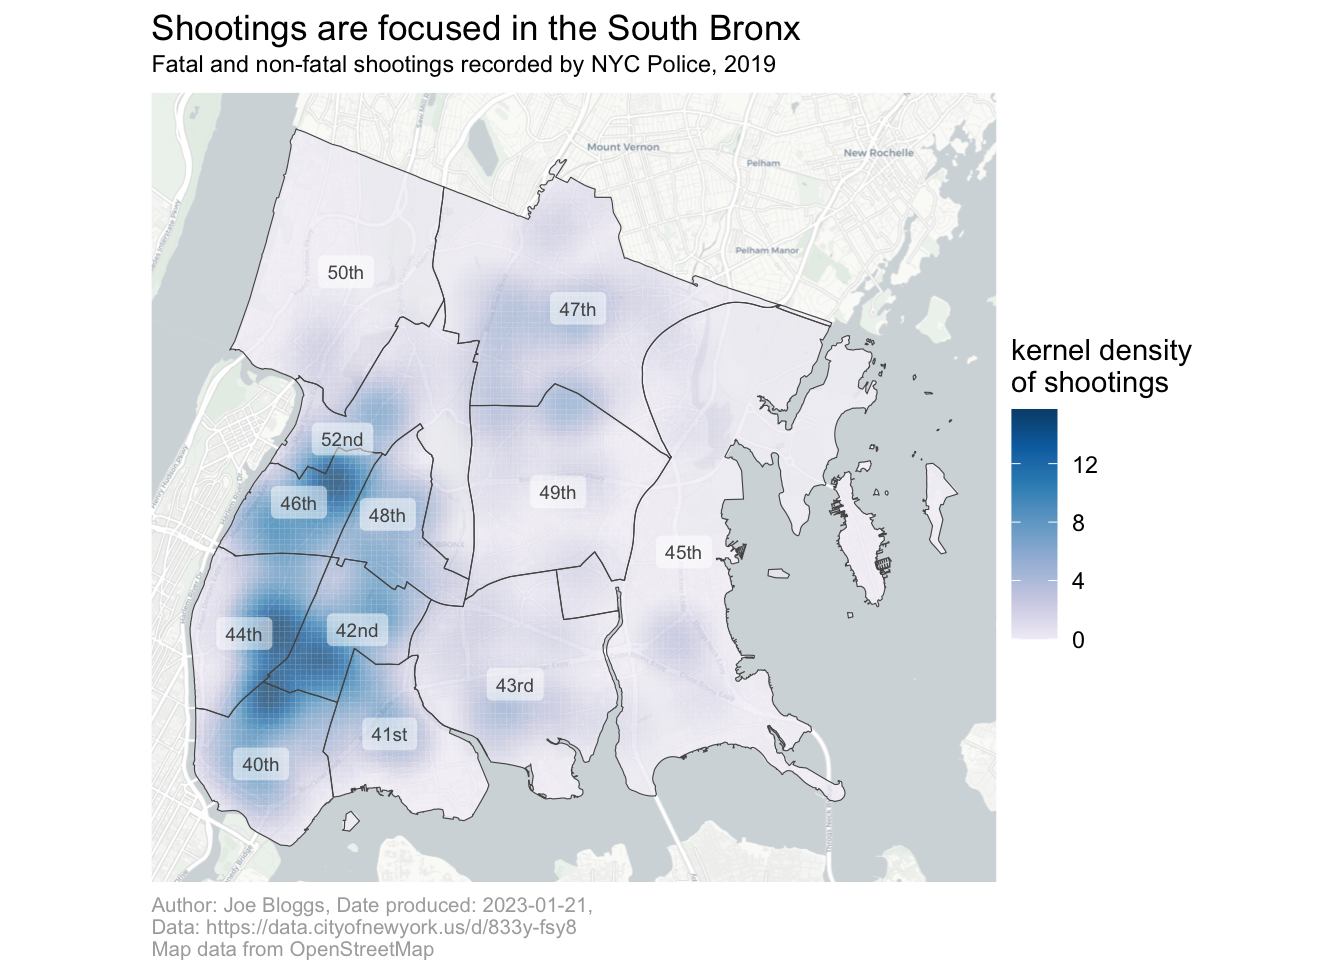 Shootings are focused in the South Bronx
Fatal and non-fatal shootings recorded by NYC Police, 2019
Mount Vernon
New Rochelle
Pelham
Pelham Manor
50th
47th
52nd
46th
48th
49th
45th
44th
42nd
43rd
41st
40th
kernel density
of shootings
12
8
4
0
Author: Joe Bloggs, Date produced: 2023-01-21,
Data: https://data.cityofnewyork.us/d/833y-fsy8
Map data from OpenStreetMap